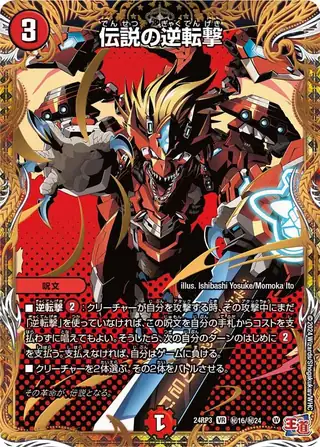 3
でんせつ ぎゃくてんげき
伝説の逆転撃
illus. Ishibashi Yosuke/Momoka Ito
呪文
■逆転撃②:クリーチャーが自分を攻撃する時、その攻撃中にまだ
「逆転撃」を使っていなければ、この呪文を自分の手札からコストを支
払わずに唱えてもよい。そうしたら、次の自分のターンのはじめに②
を支払う。支払えなければ、自分はゲームに負ける。
■クリーチャーを2体選ぶ。その2体をバトルさせる。
その革命が、伝説となる。
1
24RP3 VR 16/24 W
王道